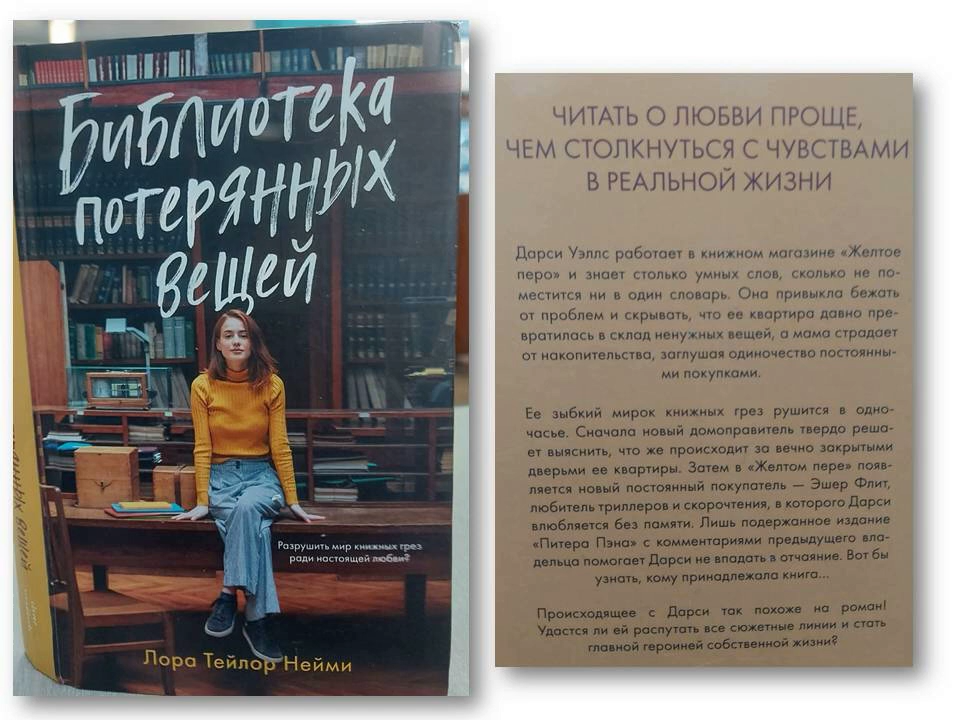 Библиотека
потерянных
вещей
Разрушить мир книжных грез
ради настоящей любви?
Лора Тейлор Нейми
ЧИТАТЬ О ЛЮБВИ ПРОЩЕ,
ЧЕМ СТОЛКНУТЬСЯ С ЧУВСТВАМИ
В РЕАЛЬНОЙ ЖИЗНИ
Дарси Уэллс работает в книжном магазине «Желтое
перо» и знает столько умных слов, сколько не по-
местится ни в один словарь. Она привыкла бежать
от проблем и скрывать, что ее квартира давно пре-
вратилась в склад ненужных вещей, а мама страдает
от накопительства, заглушая одиночество постоянны-
ми покупками.
Ее зыбкий мирок книжных грез рушится в одно-
часье. Сначала новый домоправитель твердо реша-
ет выяснить, что же происходит за вечно закрытыми
дверьми ее квартиры. Затем в «Желтом пере» появ-
ляется новый постоянный покупатель — Эшер Флит,
любитель триллеров и скорочтения, в которого Дарси
влюбляется без памяти. Лишь подержанное издание
«Питера Пэна» с комментариями предыдущего вла-
дельца помогает Дарси не впадать в отчаяние. Вот бы
узнать, кому принадлежала книга...
Происходящее с Дарси так похоже на роман!
Удастся ли ей распутать все сюжетные линии и стать
главной героиней собственной жизни?